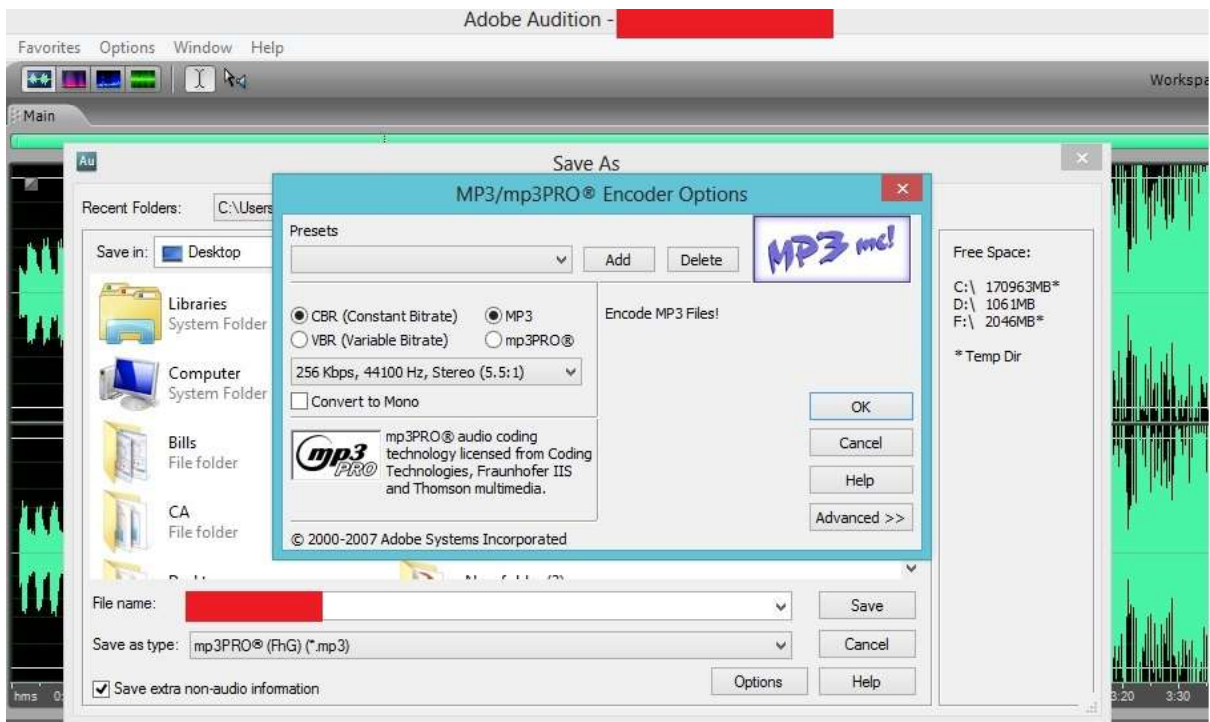 Adobe Audition -
Favorites Options Window Help
Workspa
Main
Au
Save As
MP3/mp3PRO® Encoder Options
Recent Folders: C:\Users
Presets
MP3 me!
Save in: Desktop
Add Delete
Free Space:
C:\ 170963MB*
D:\ 1061MB
F:\ 2046MB*
* Temp Dir
Libraries
System Folder
CBR (Constant Bitrate) MP3
Encode MP3 Files!
VBR (Variable Bitrate) mp3PRO®
256 Kbps, 44100 Hz, Stereo (5.5:1)
Computer
System Folder
Convert to Mono
OK
Bills
File folder
mp3 PRO
mp3PRO® audio coding
technology licensed from Coding
Technologies, Fraunhofer IIS
and Thomson multimedia.
Cancel
Help
CA
File folder
Advanced >>
© 2000-2007 Adobe Systems Incorporated
File name:
Save
Save as type: mp3PRO® (FhG) (*.mp3)
Cancel
Save extra non-audio information
Options Help
hms 0:
3:20 3:30